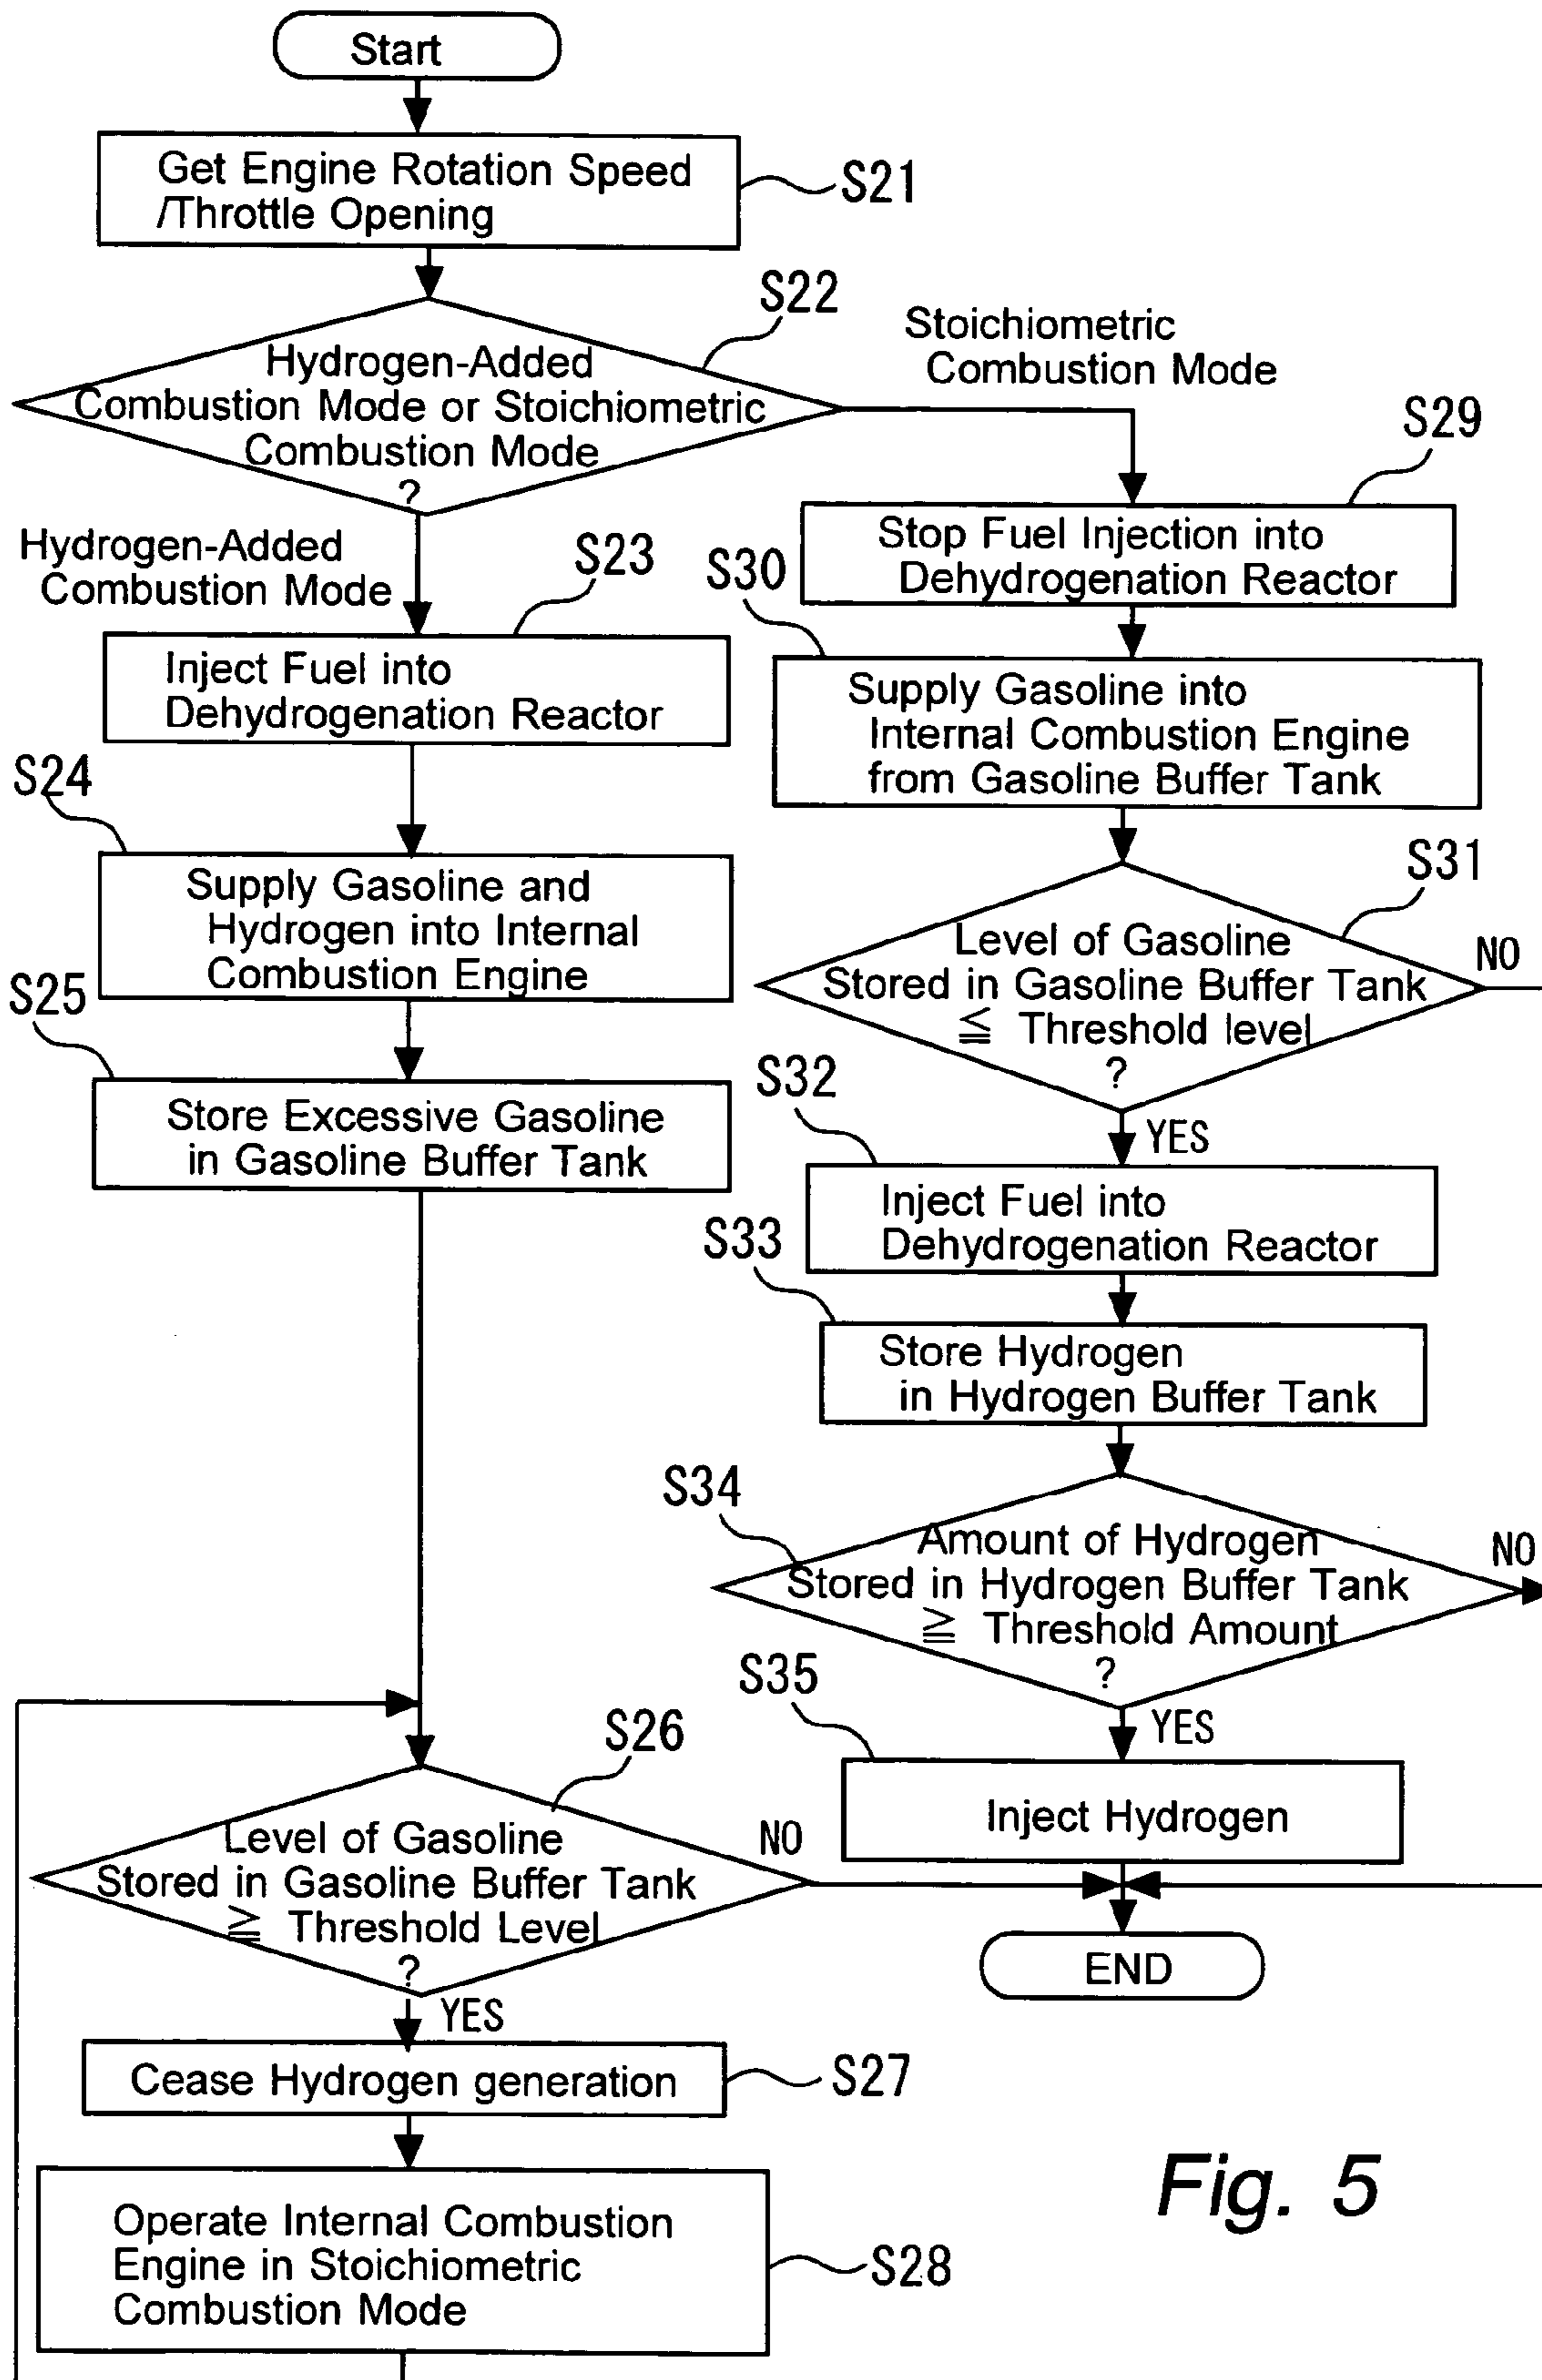 Start
Get Engine Rotation Speed
/Throttle Opening
S21
S22
Hydrogen-Added
Combustion Mode or Stoichiometric
Combustion Mode
?
Stoichiometric
Combustion Mode
Hydrogen-Added
Combustion Mode
S23
Inject Fuel into
Dehydrogenation Reactor
S24
Supply Gasoline and
Hydrogen into Internal
Combustion Engine
S25
Store Excessive Gasoline
in Gasoline Buffer Tank
S26
Level of Gasoline
Stored in Gasoline Buffer Tank
≧ Threshold Level
?
NO
YES
Cease Hydrogen generation
S27
Operate Internal Combustion
Engine in Stoichiometric
Combustion Mode
S28
S29
Stop Fuel Injection into
Dehydrogenation Reactor
S30
Supply Gasoline into
Internal Combustion Engine
from Gasoline Buffer Tank
S31
Level of Gasoline
Stored in Gasoline Buffer Tank
≦ Threshold level
?
NO
YES
S32
Inject Fuel into
Dehydrogenation Reactor
S33
Store Hydrogen
in Hydrogen Buffer Tank
S34
Amount of Hydrogen
Stored in Hydrogen Buffer Tank
≧ Threshold Amount
?
NO
YES
S35
Inject Hydrogen
END
Fig. 5